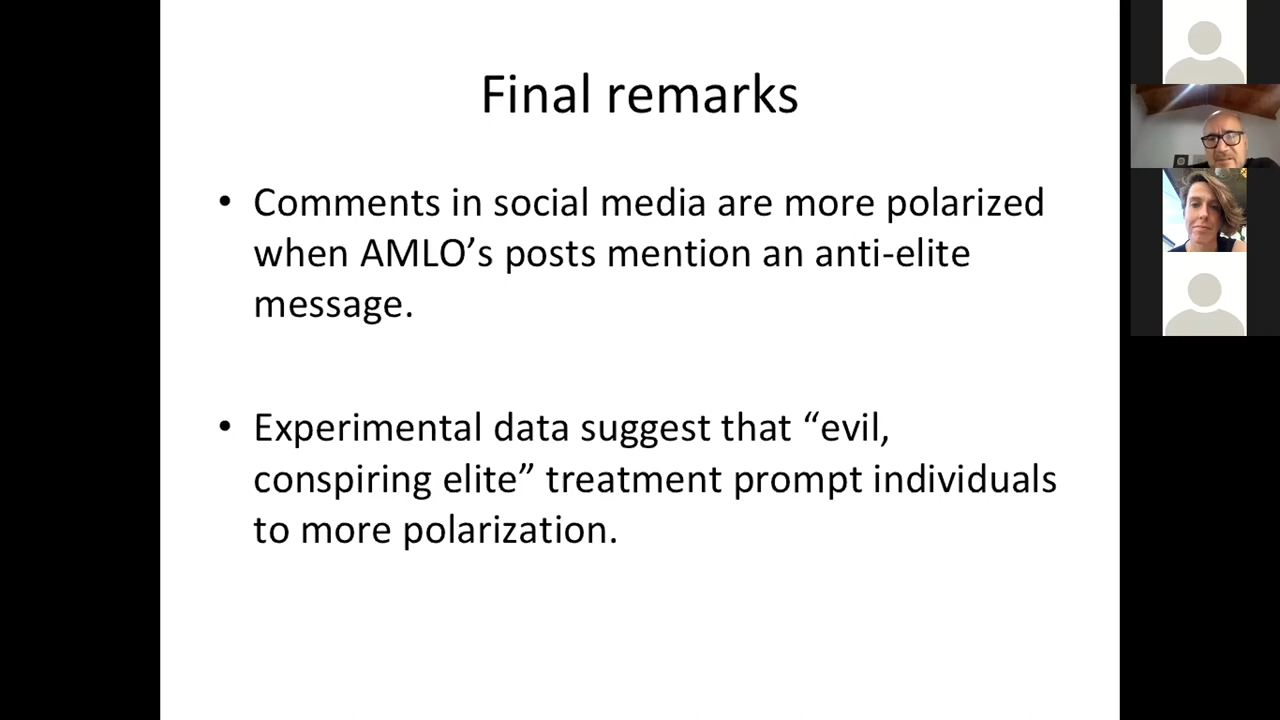 Final remarks
• Comments in social media are more polarized
when AMLO’s posts mention an anti-elite
message.
• Experimental data suggest that “evil,
conspiring elite” treatment prompt individuals
to more polarization.